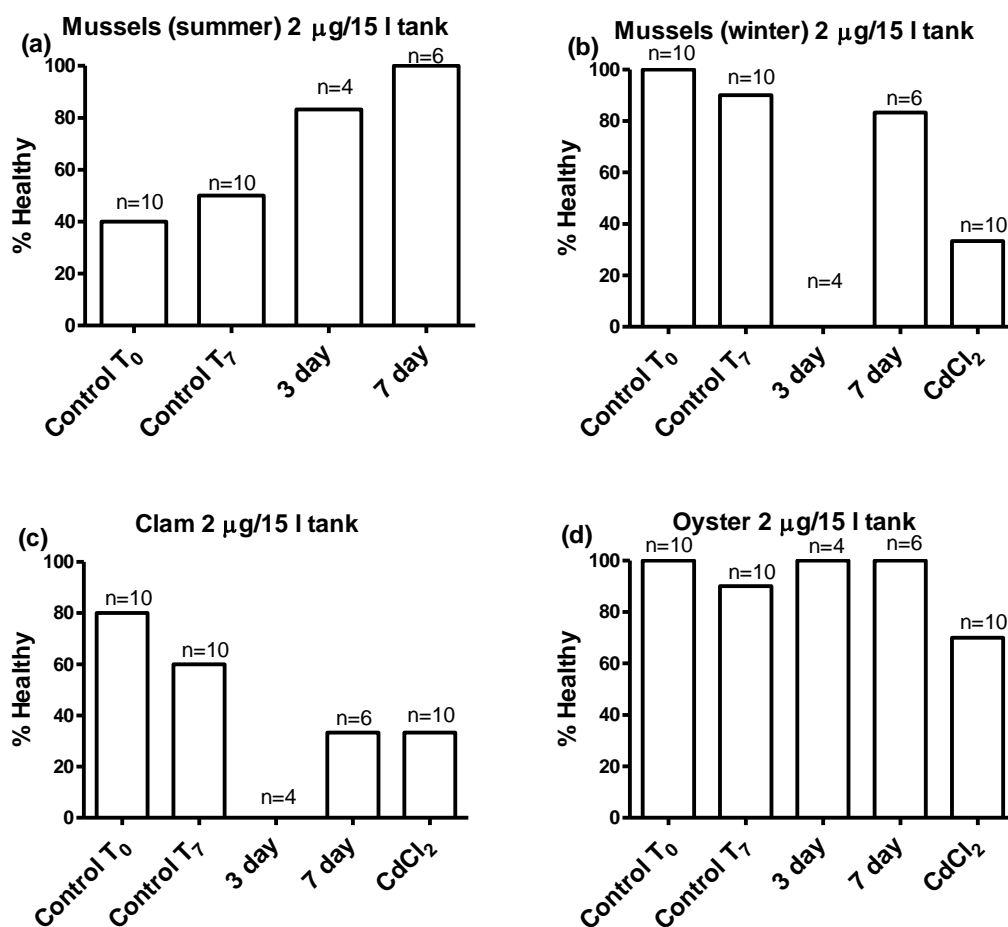 (a)
Mussels (summer) 2 μg/15 l tank
% Healthy
100
80
60
40
20
0
n=10
n=10
n=4
n=6
Control T₀
Control T₇
3 day
7 day
(b)
Mussels (winter) 2 μg/15 l tank
% Healthy
100
80
60
40
20
0
n=10
n=10
n=4
n=6
n=10
Control T₀
Control T₇
3 day
7 day
CdCl₂
(c)
Clam 2 μg/15 l tank
% Healthy
100
80
60
40
20
0
n=10
n=10
n=4
n=6
n=10
Control T₀
Control T₇
3 day
7 day
CdCl₂
(d)
Oyster 2 μg/15 l tank
% Healthy
100
80
60
40
20
0
n=10
n=10
n=4
n=6
n=10
Control T₀
Control T₇
3 day
7 day
CdCl₂